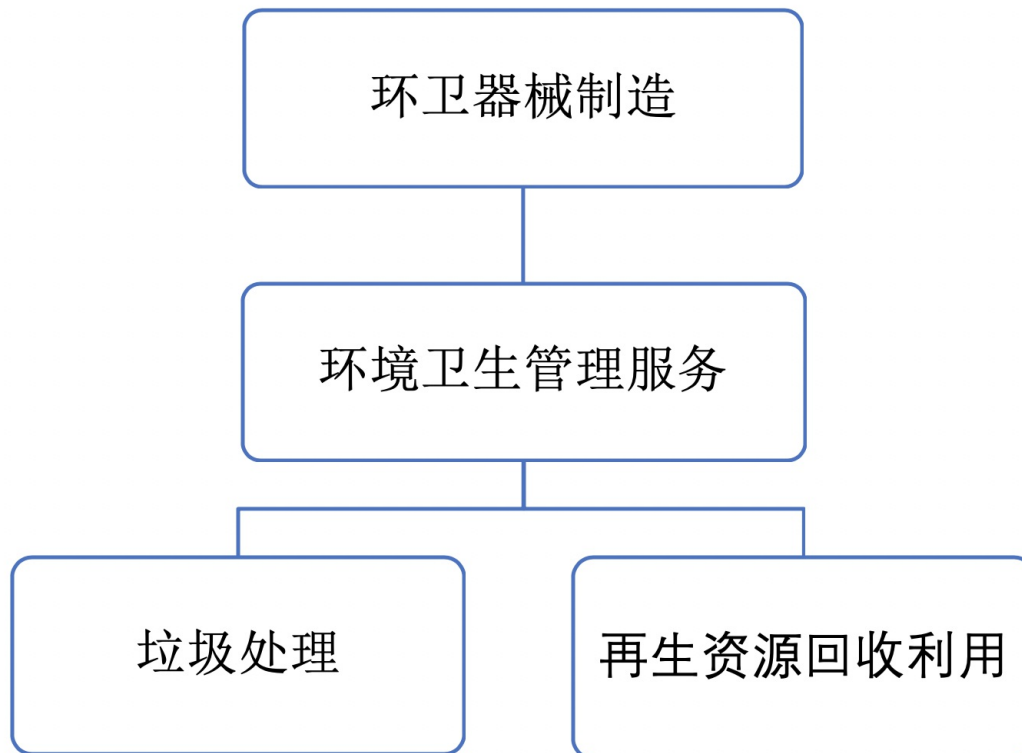 环卫器械制造
环境卫生管理服务
垃圾处理
再生资源回收利用